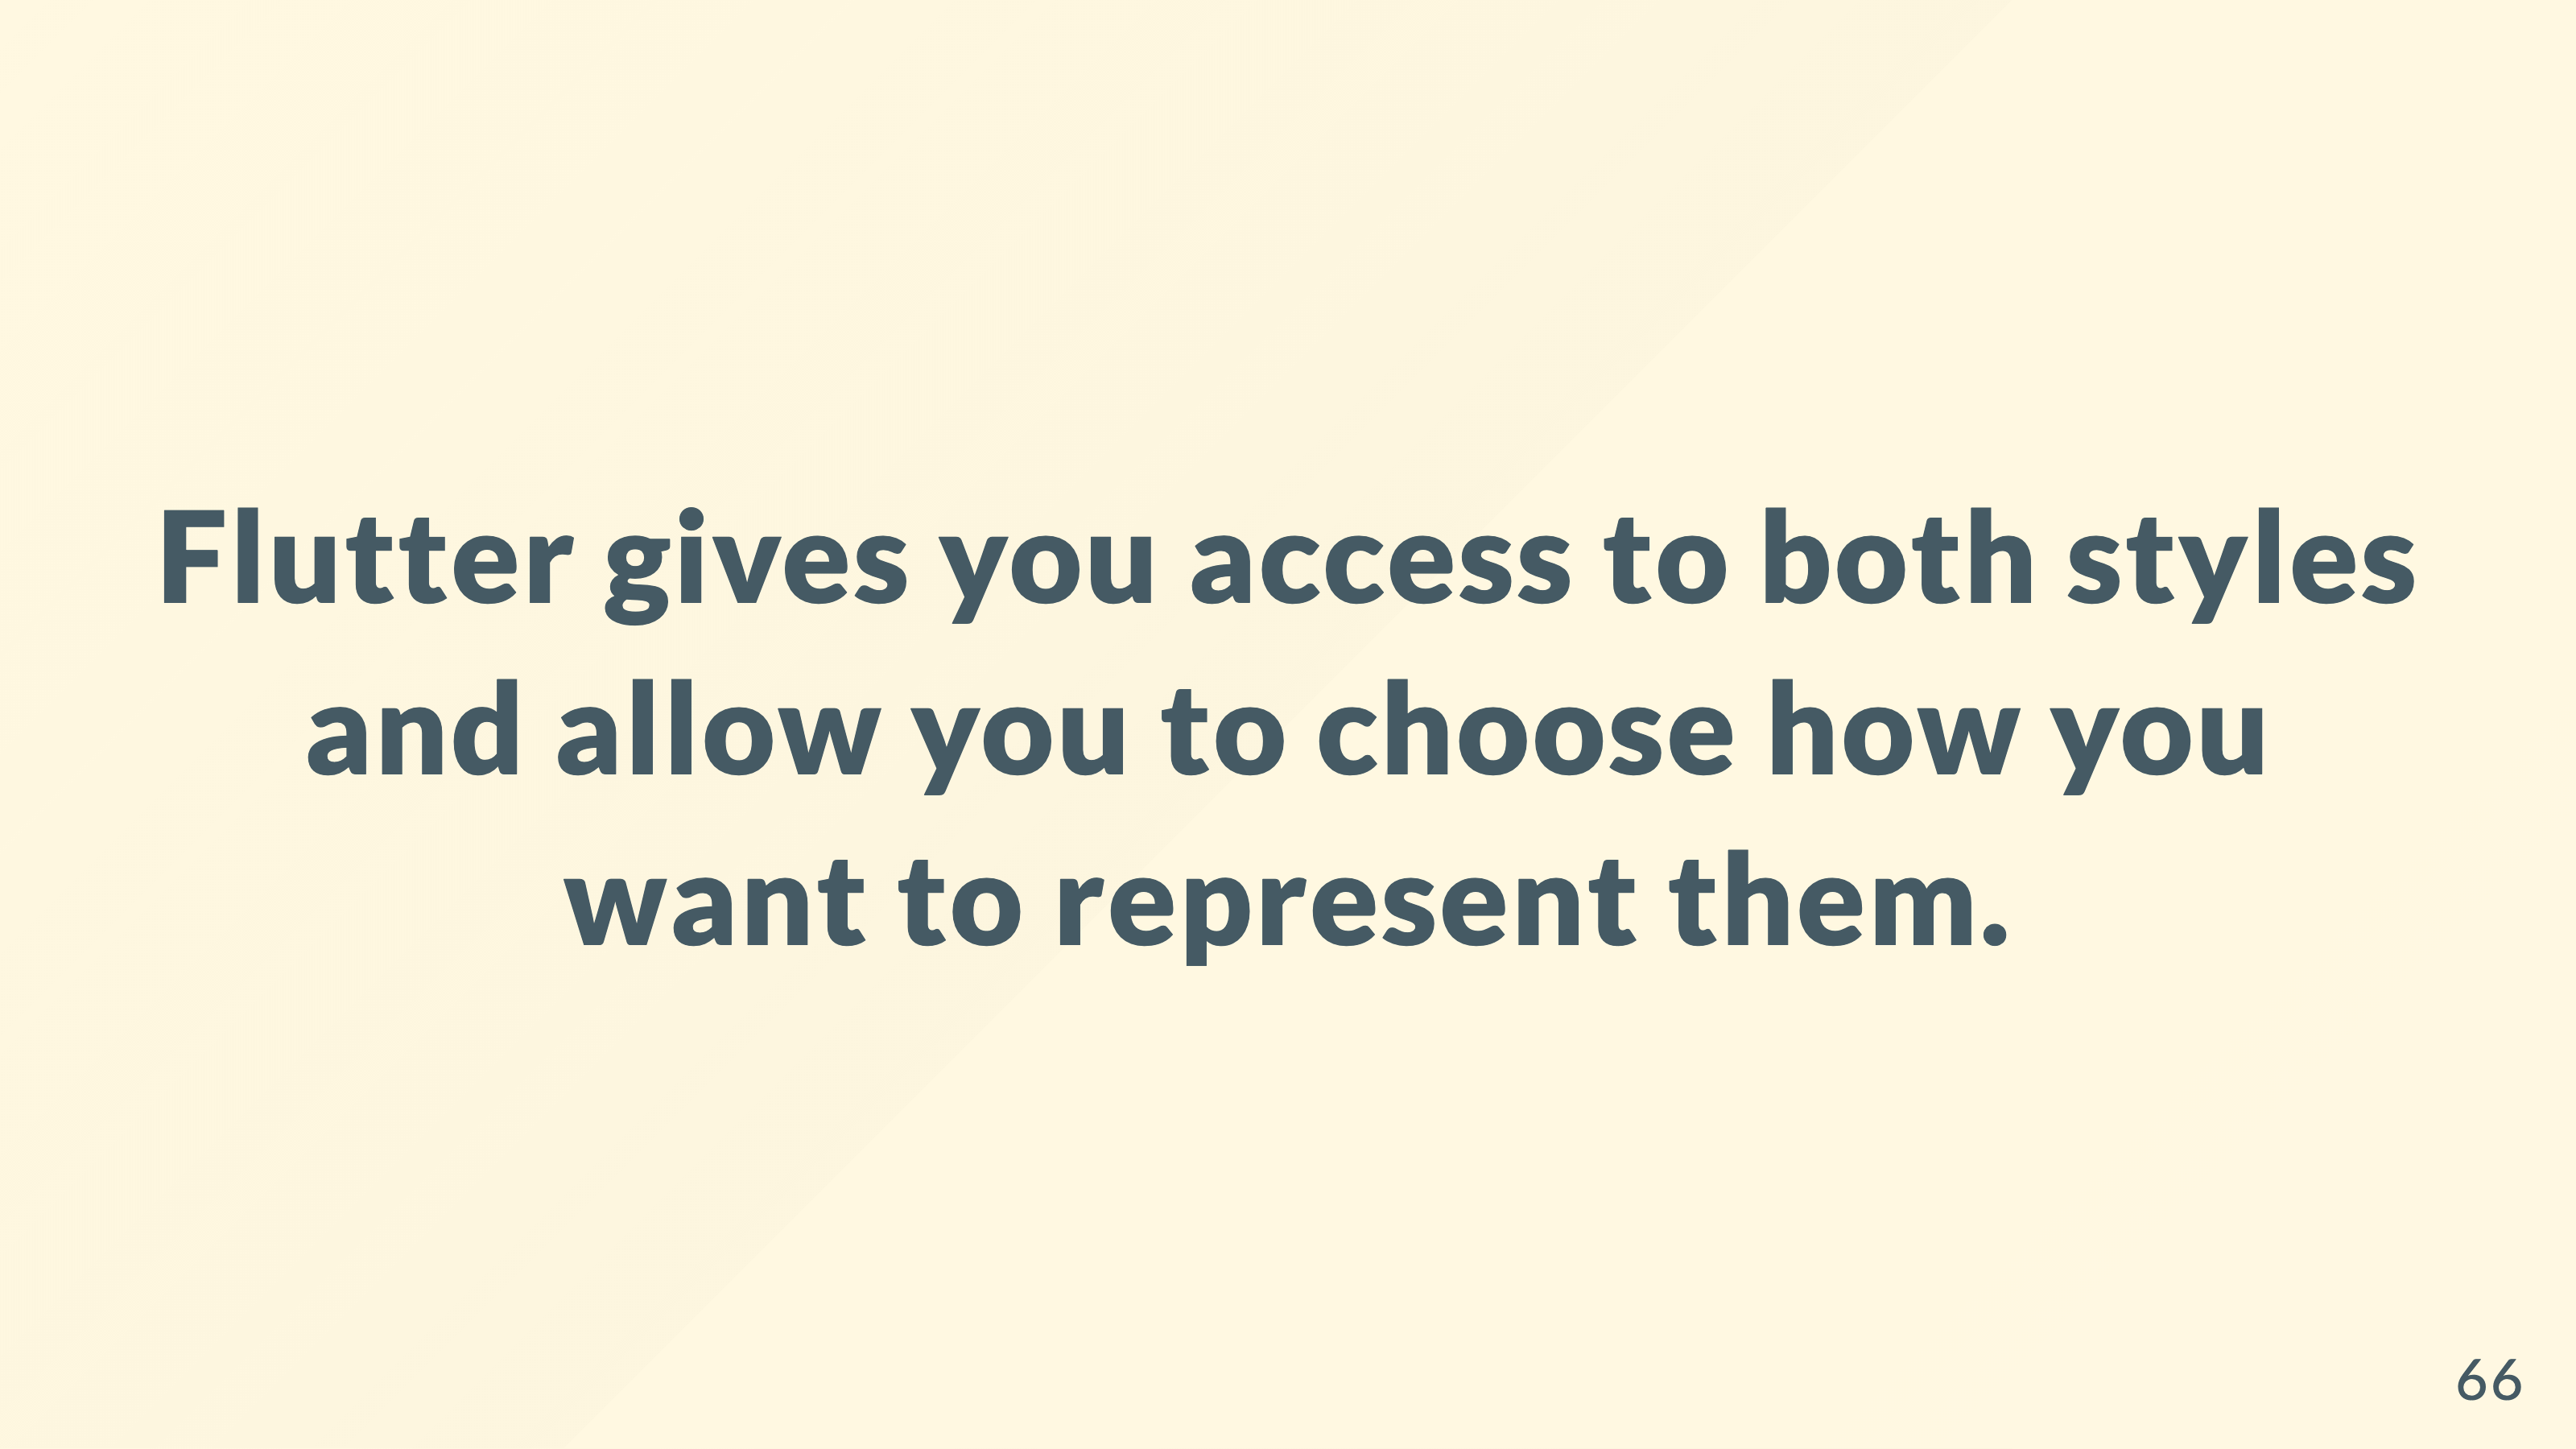 Flutter gives you access to both styles
and allow you to choose how you
want to represent them.
66